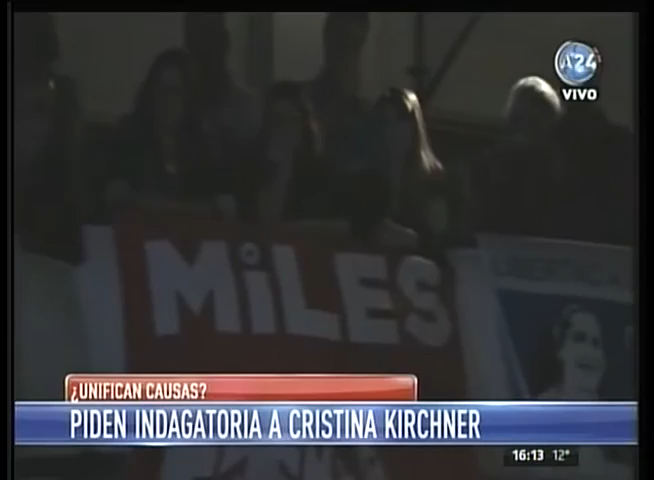 A24
VIVO
MiLES
¿UNIFICAN CAUSAS?
PIDEN INDAGATORIA A CRISTINA KIRCHNER
16:13 12°